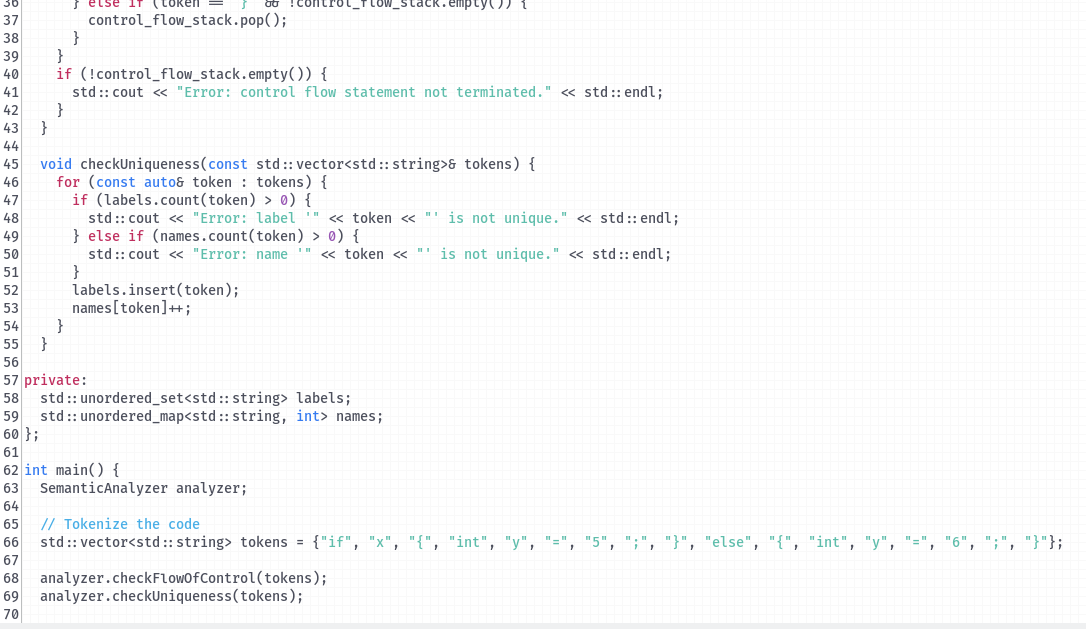 36 } else if (token == "}" && !control_flow_stack.empty()) {
37 control_flow_stack.pop();
38 }
39 }
40 if (!control_flow_stack.empty()) {
41 std::cout << "Error: control flow statement not terminated." << std::endl;
42 }
43 }
44
45 void checkUniqueness(const std::vector<std::string>& tokens) {
46 for (const auto& token : tokens) {
47 if (labels.count(token) > 0) {
48 std::cout << "Error: label '" << token << "' is not unique." << std::endl;
49 } else if (names.count(token) > 0) {
50 std::cout << "Error: name '" << token << "' is not unique." << std::endl;
51 }
52 labels.insert(token);
53 names[token]++;
54 }
55 }
56
57 private:
58 std::unordered_set<std::string> labels;
59 std::unordered_map<std::string, int> names;
60 };
61
62 int main() {
63 SemanticAnalyzer analyzer;
64
65 // Tokenize the code
66 std::vector<std::string> tokens = {"if", "x", "{", "int", "y", "=", "5", ";", "}", "else", "{", "int", "y", "=", "6", ";", "}"};
67
68 analyzer.checkFlowOfControl(tokens);
69 analyzer.checkUniqueness(tokens);
70